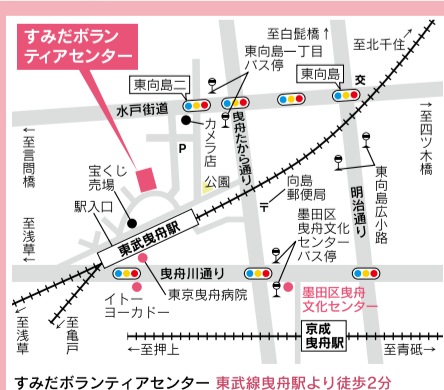 すみだボラン
ティアセンター
↑至白髭橋↑
至北千住→
東向島一丁目
バス停
東向島二
東向島
交
水戸街道
カメラ店
P
曳舟たから通り
→至四ツ木橋
←至言問橋
宝くじ
売場
公園
向島
郵便局
〒
明治通り
東向島広小路
駅入口
東武曳舟駅
墨田区
曳舟文化
センター
バス停
←至浅草
曳舟川通り
イトー
ヨーカドー
東京曳舟病院
墨田区曳舟
文化センター
←至浅草
←至亀戸
京成
曳舟駅
←至押上
至青砥→
すみだボランティアセンター 東武線曳舟駅より徒歩2分